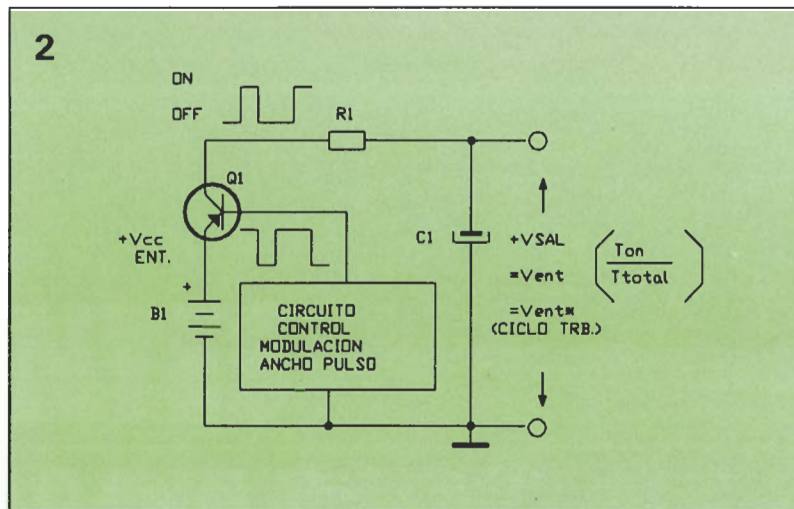 2
ON
OFF
R1
Q1
+Vcc
ENT.
+
B1
CIRCUITO
CONTROL
MODULACION
ANCHO PULSO
C1
+VSAL
=Vent
(Ton
Ttotal)
=Vent*
(CICLO TRB.)